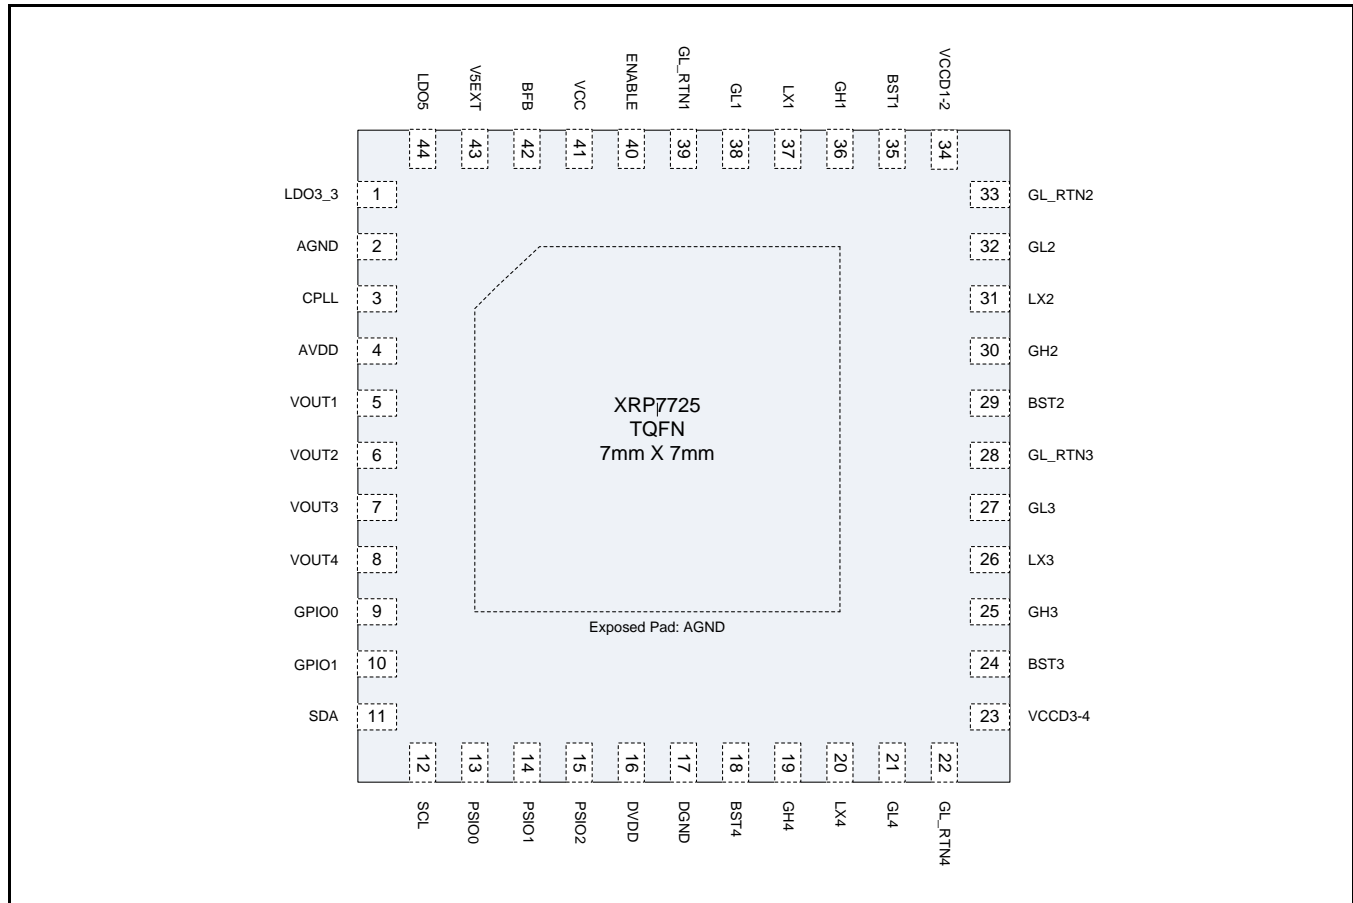 LDO5 V5EXT BFB VCC ENABLE GL_RTN1 GL1 LX1 GH1 BST1 VCCD1-2
44 43 42 41 40 39 38 37 36 35 34
LDO3_3 1 33 GL_RTN2
AGND 2 32 GL2
CPLL 3 31 LX2
AVDD 4 30 GH2
VOUT1 5 29 BST2
XRP7725
TQFN
7mm X 7mm
VOUT2 6 28 GL_RTN3
VOUT3 7 27 GL3
VOUT4 8 26 LX3
GPIO0 9 25 GH3
Exposed Pad: AGND
GPIO1 10 24 BST3
SDA 11 23 VCCD3-4
12 13 14 15 16 17 18 19 20 21 22
SCL PSIO0 PSIO1 PSIO2 DVDD DGND BST4 GH4 LX4 GL4 GL_RTN4